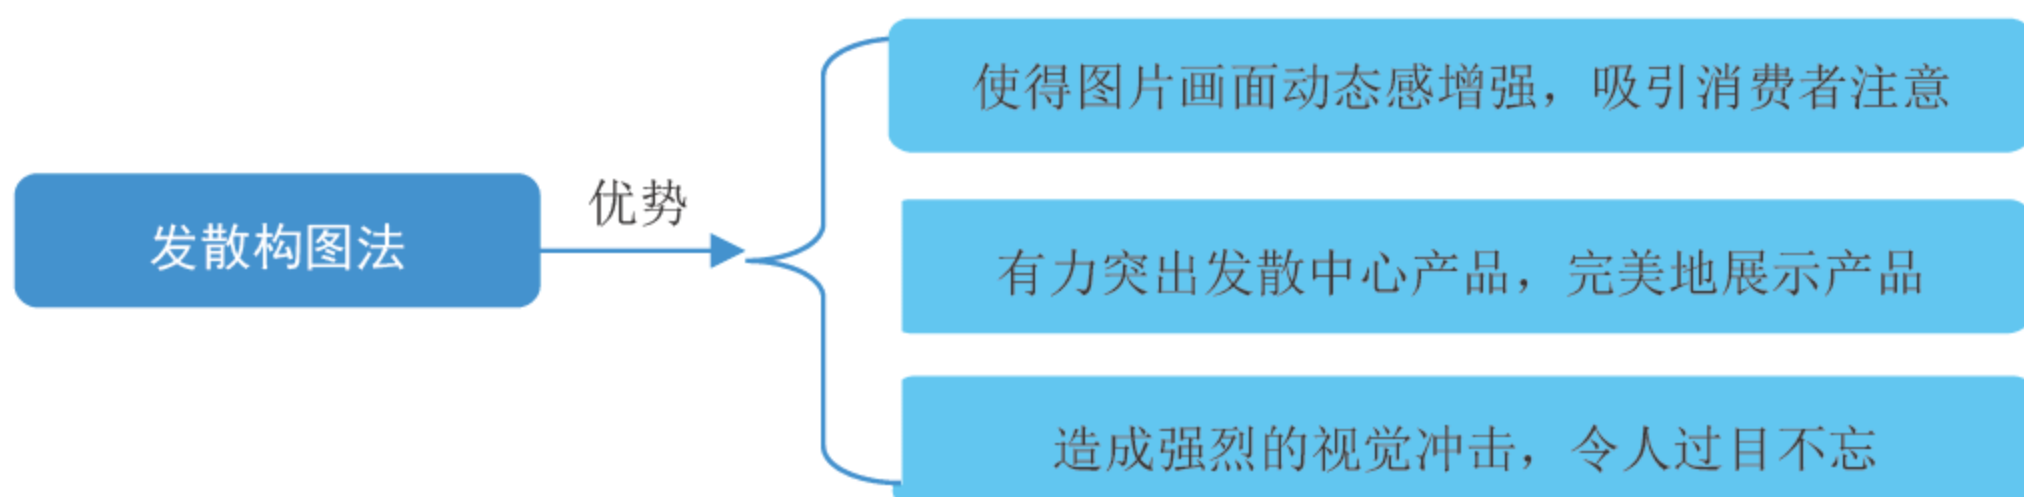 发散构图法
优势
使得图片画面动态感增强，吸引消费者注意
有力突出发散中心产品，完美地展示产品
造成强烈的视觉冲击，令人过目不忘